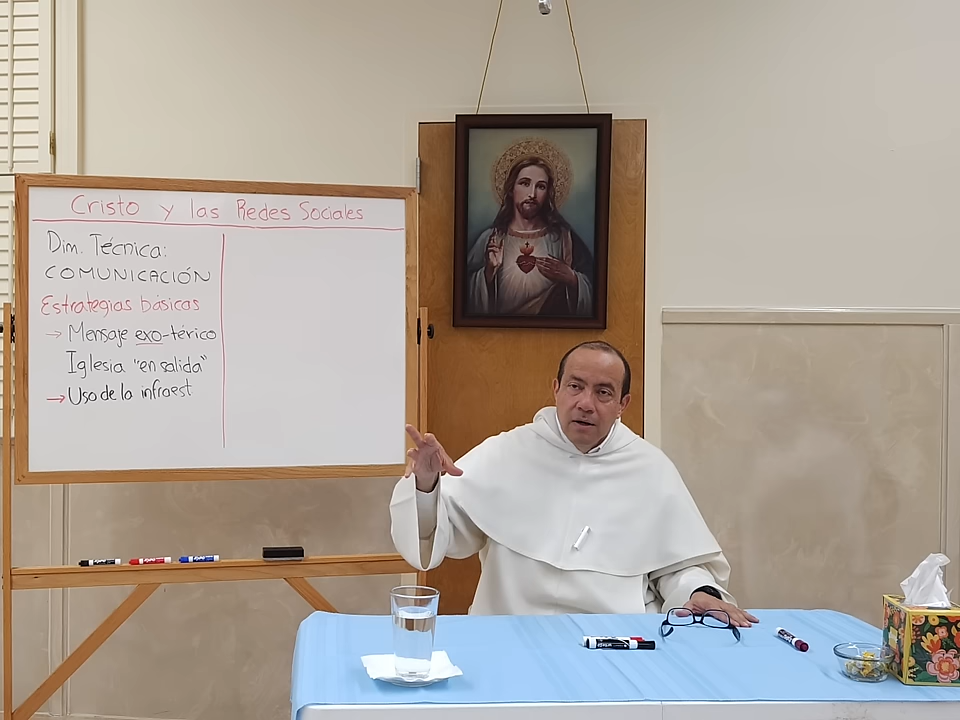 Cristo y las Redes Sociales
Dim. Técnica:
COMUNICACIÓN
Estrategias básicas
→ Mensaje exo-térico
Iglesia "en salida"
→ Uso de la infraest